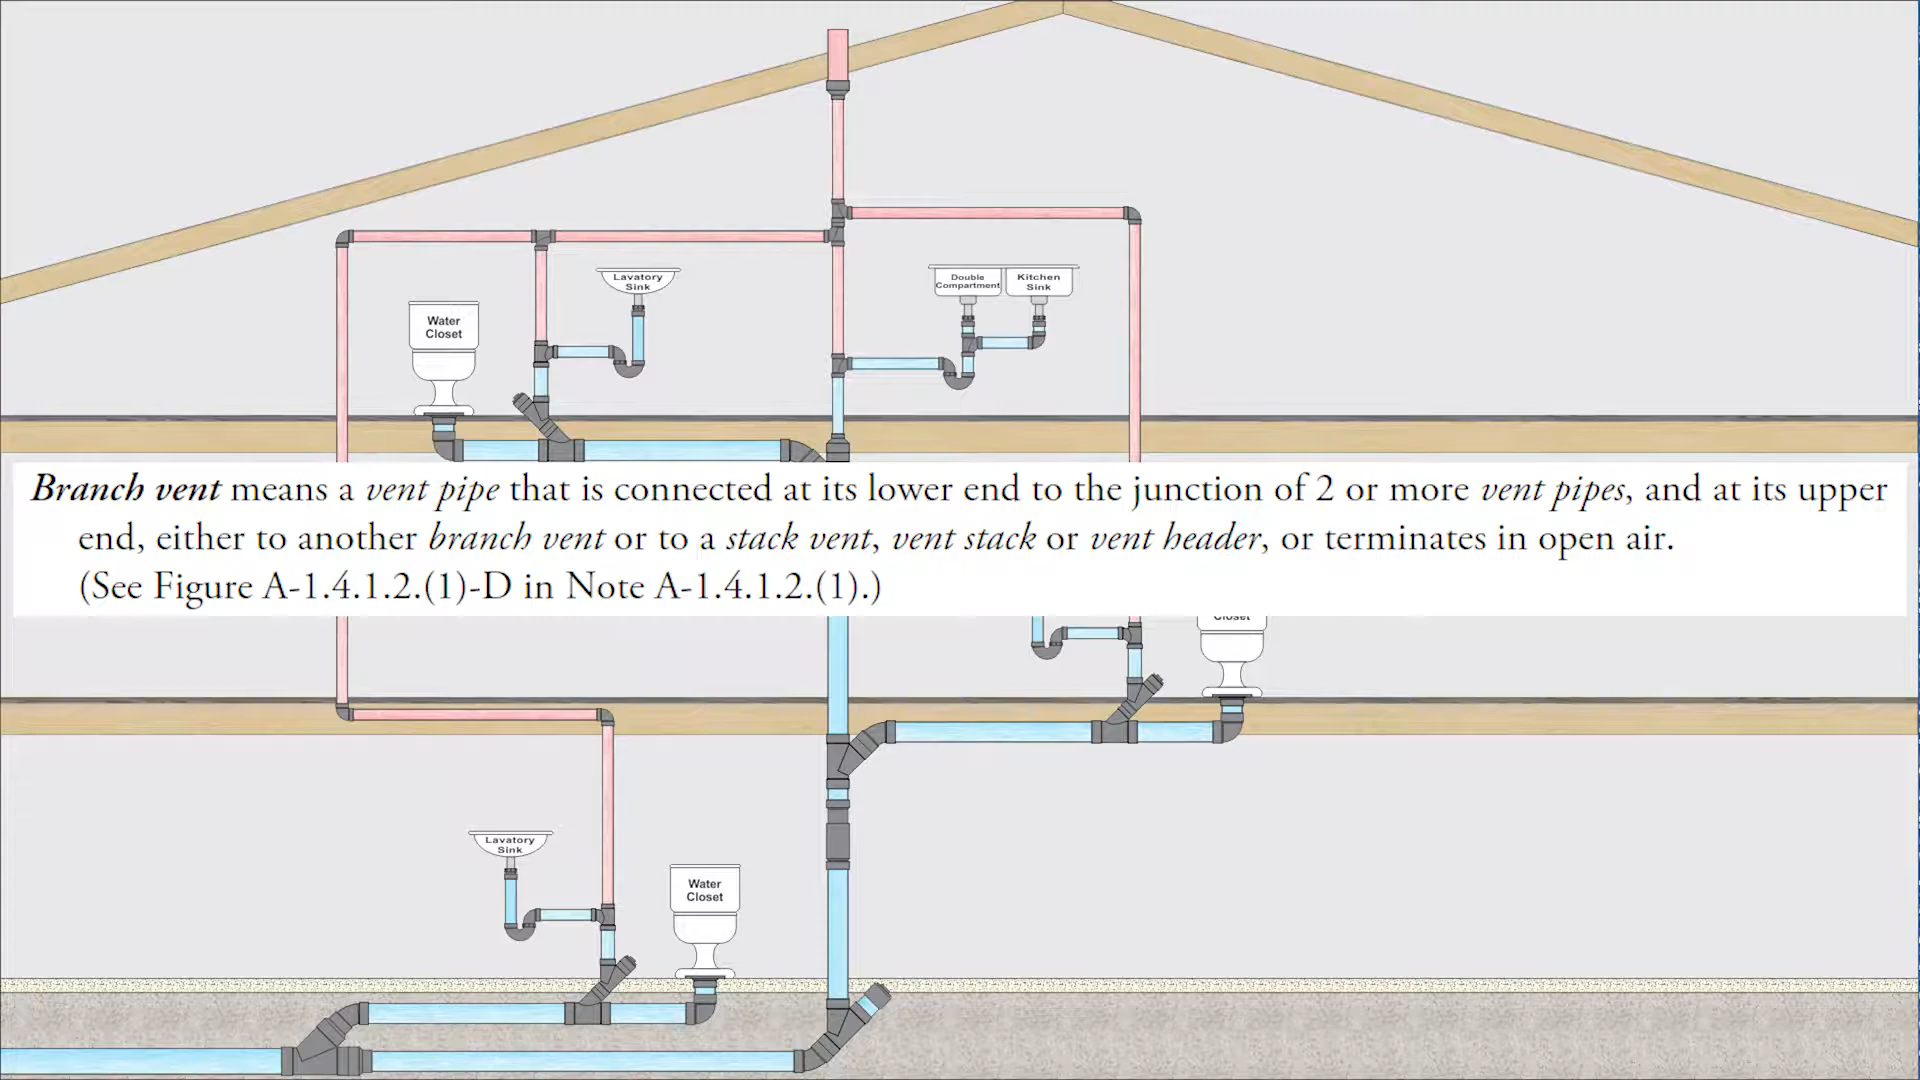 Lavatory
Sink
Double
Compartment
Kitchen
Sink
Water
Closet
Branch vent means a vent pipe that is connected at its lower end to the junction of 2 or more vent pipes, and at its upper
end, either to another branch vent or to a stack vent, vent stack or vent header, or terminates in open air.
(See Figure A-1.4.1.2.(1)-D in Note A-1.4.1.2.(1).)
Closet
Lavatory
Sink
Water
Closet